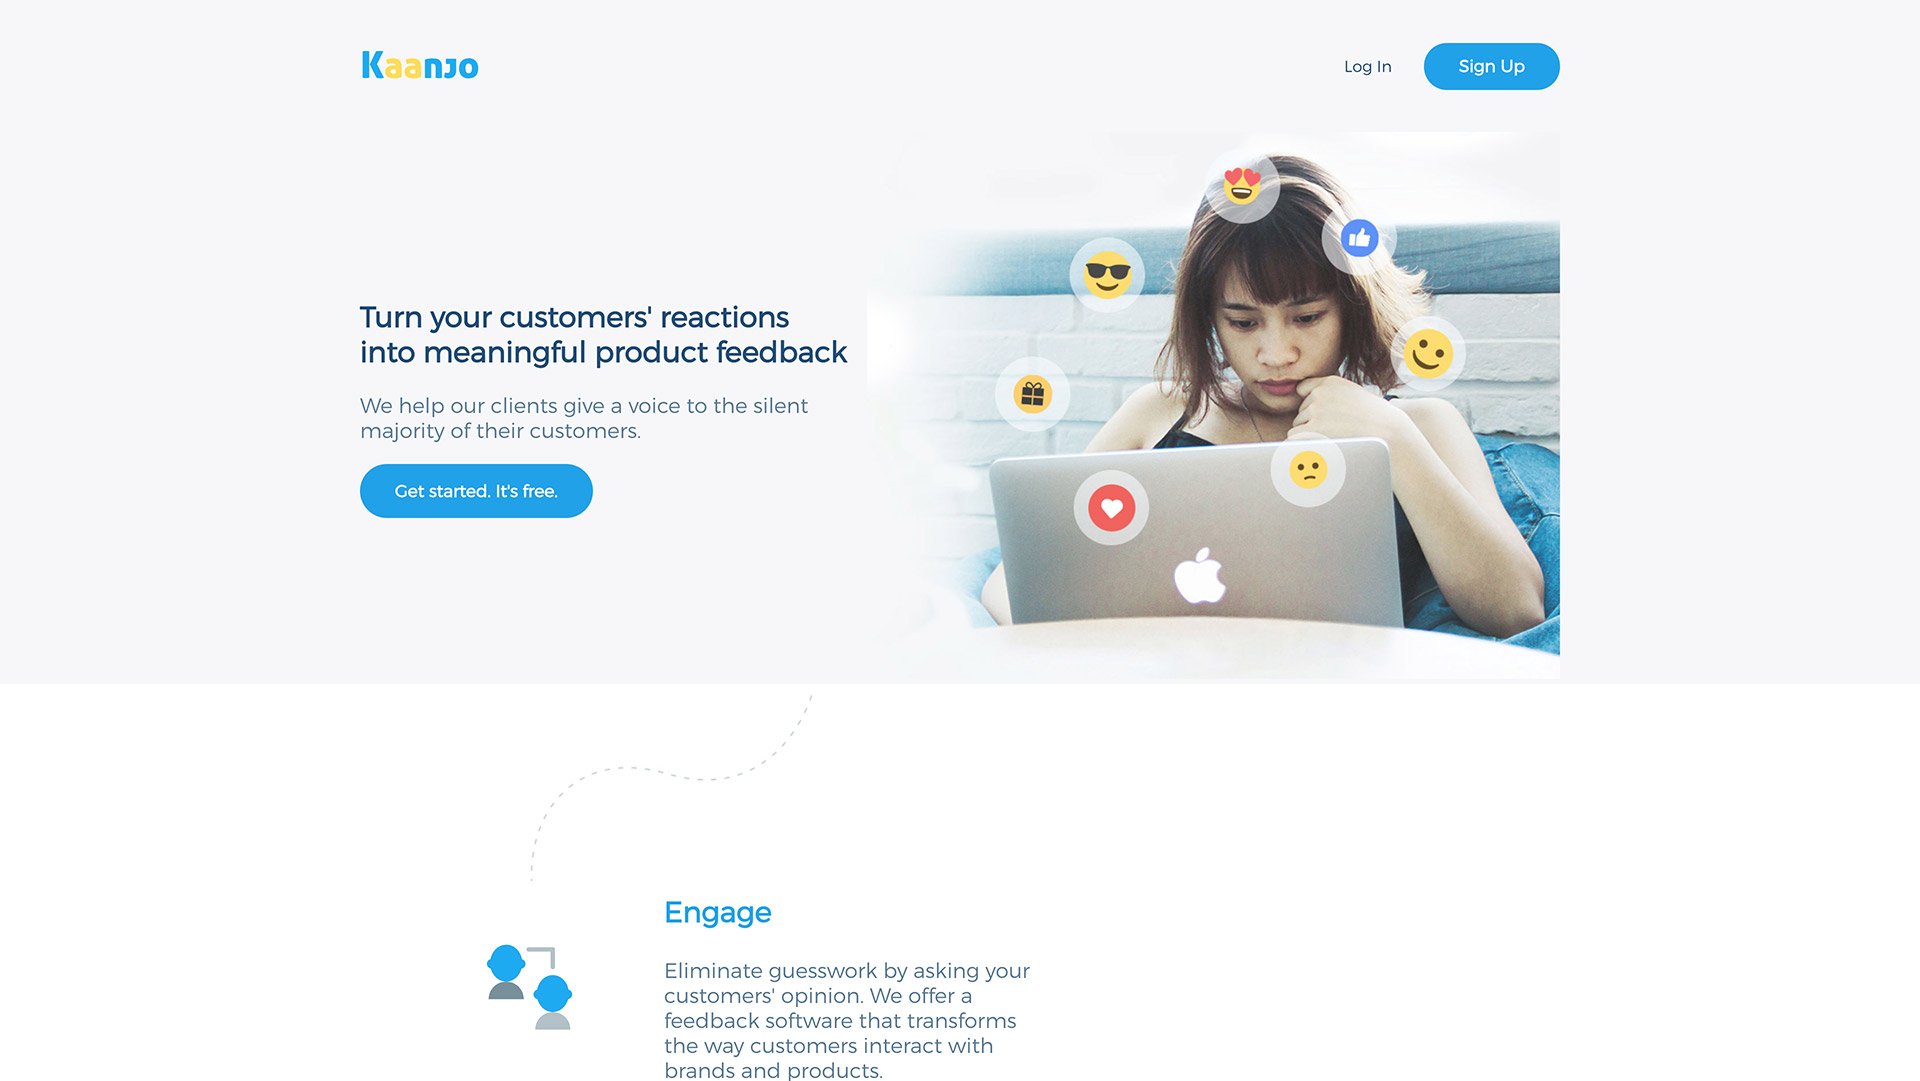 Kaanjo
Log In
Sign Up
Turn your customers' reactions
into meaningful product feedback
We help our clients give a voice to the silent
majority of their customers.
Get started. It's free.
Engage
Eliminate guesswork by asking your
customers' opinion. We offer a
feedback software that transforms
the way customers interact with
brands and products.